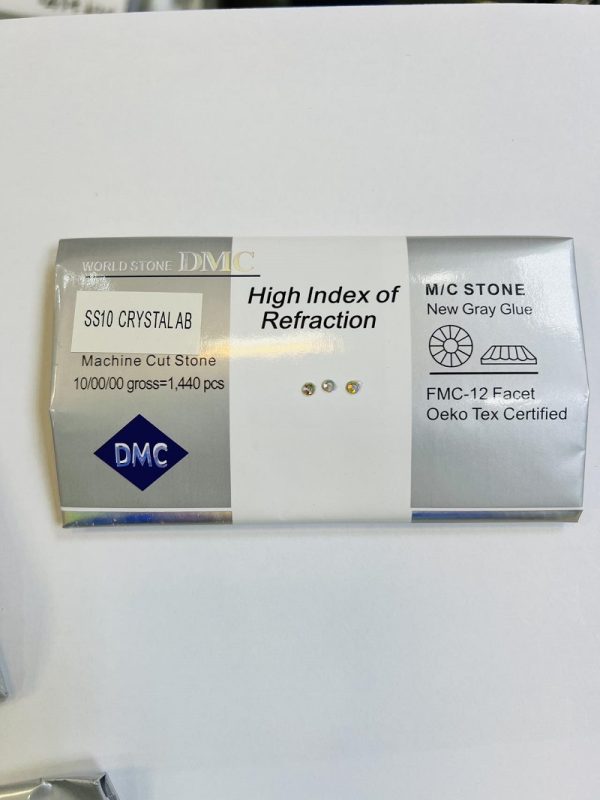 WORLD STONE DMC
SS10 CRYSTAL AB
Machine Cut Stone
10/00/00 gross=1,440 pcs
DMC
High Index of
Refraction
M/C STONE
New Gray Glue
FMC-12 Facet
Oeko Tex Certified